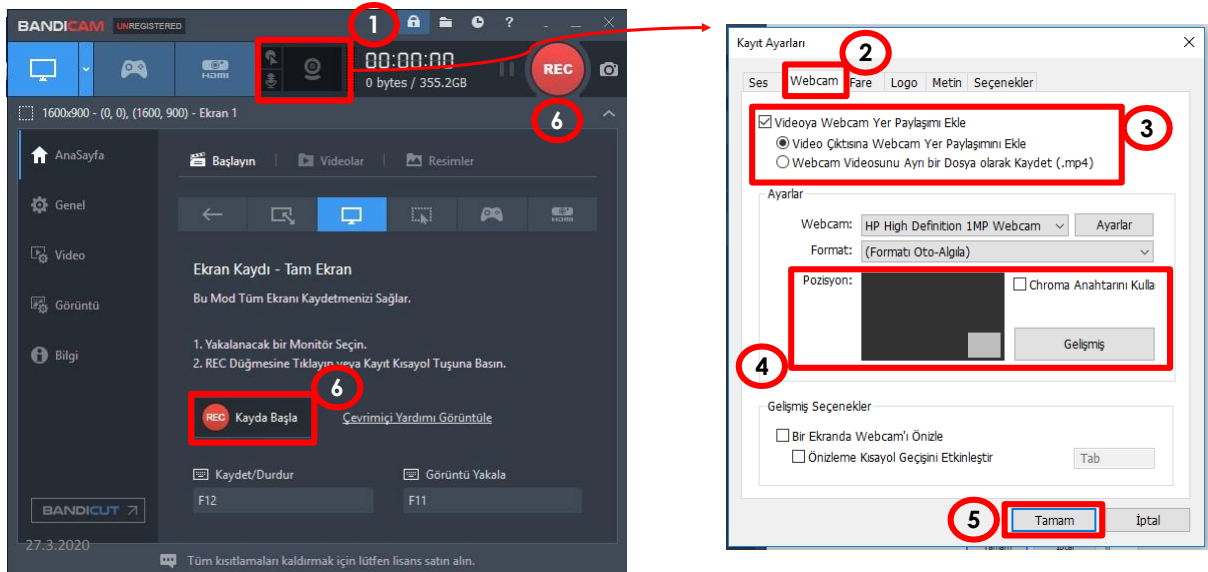 BANDICAM UNREGISTERED
1
?
HDMI
00:00:00
0 bytes / 355.2GB
REC
6
1600x900 - (0, 0), (1600, 900) - Ekran 1
AnaSayfa
Genel
Video
Görüntü
Bilgi
BANDICUT
27.3.2020
Başlayın
Videolar
Resimler
HDMI
Ekran Kaydı - Tam Ekran
Bu Mod Tüm Ekranı Kaydetmenizi Sağlar.
1. Yakalanacak bir Monitör Seçin.
2. REC Düğmesine Tıklayın veya Kayıt Kısayol Tuşuna Basın.
6
REC Kayda Başla
Çevrimiçi Yardımı Görüntüle
Kaydet/Durdur
Görüntü Yakala
F12
F11
Tüm kısıtlamaları kaldırmak için lütfen lisans satın alın.
Kayıt Ayarları
2
Ses Webcam Fare Logo Metin Seçenekler
Videoya Webcam Yer Paylaşımı Ekle
3
Video Çıktısına Webcam Yer Paylaşımını Ekle
Webcam Videosunu Ayrı bir Dosya olarak Kaydet (.mp4)
Ayarlar
Webcam: HP High Definition 1MP Webcam Ayarlar
Format: (Formatı Oto-Algıla)
Pozisyon:
Chroma Anahtarını Kulla
Gelişmiş
4
Gelişmiş Seçenekler
Bir Ekranda Webcam'ı Önizle
Önizleme Kısayol Geçişini Etkinleştir Tab
5
Tamam İptal